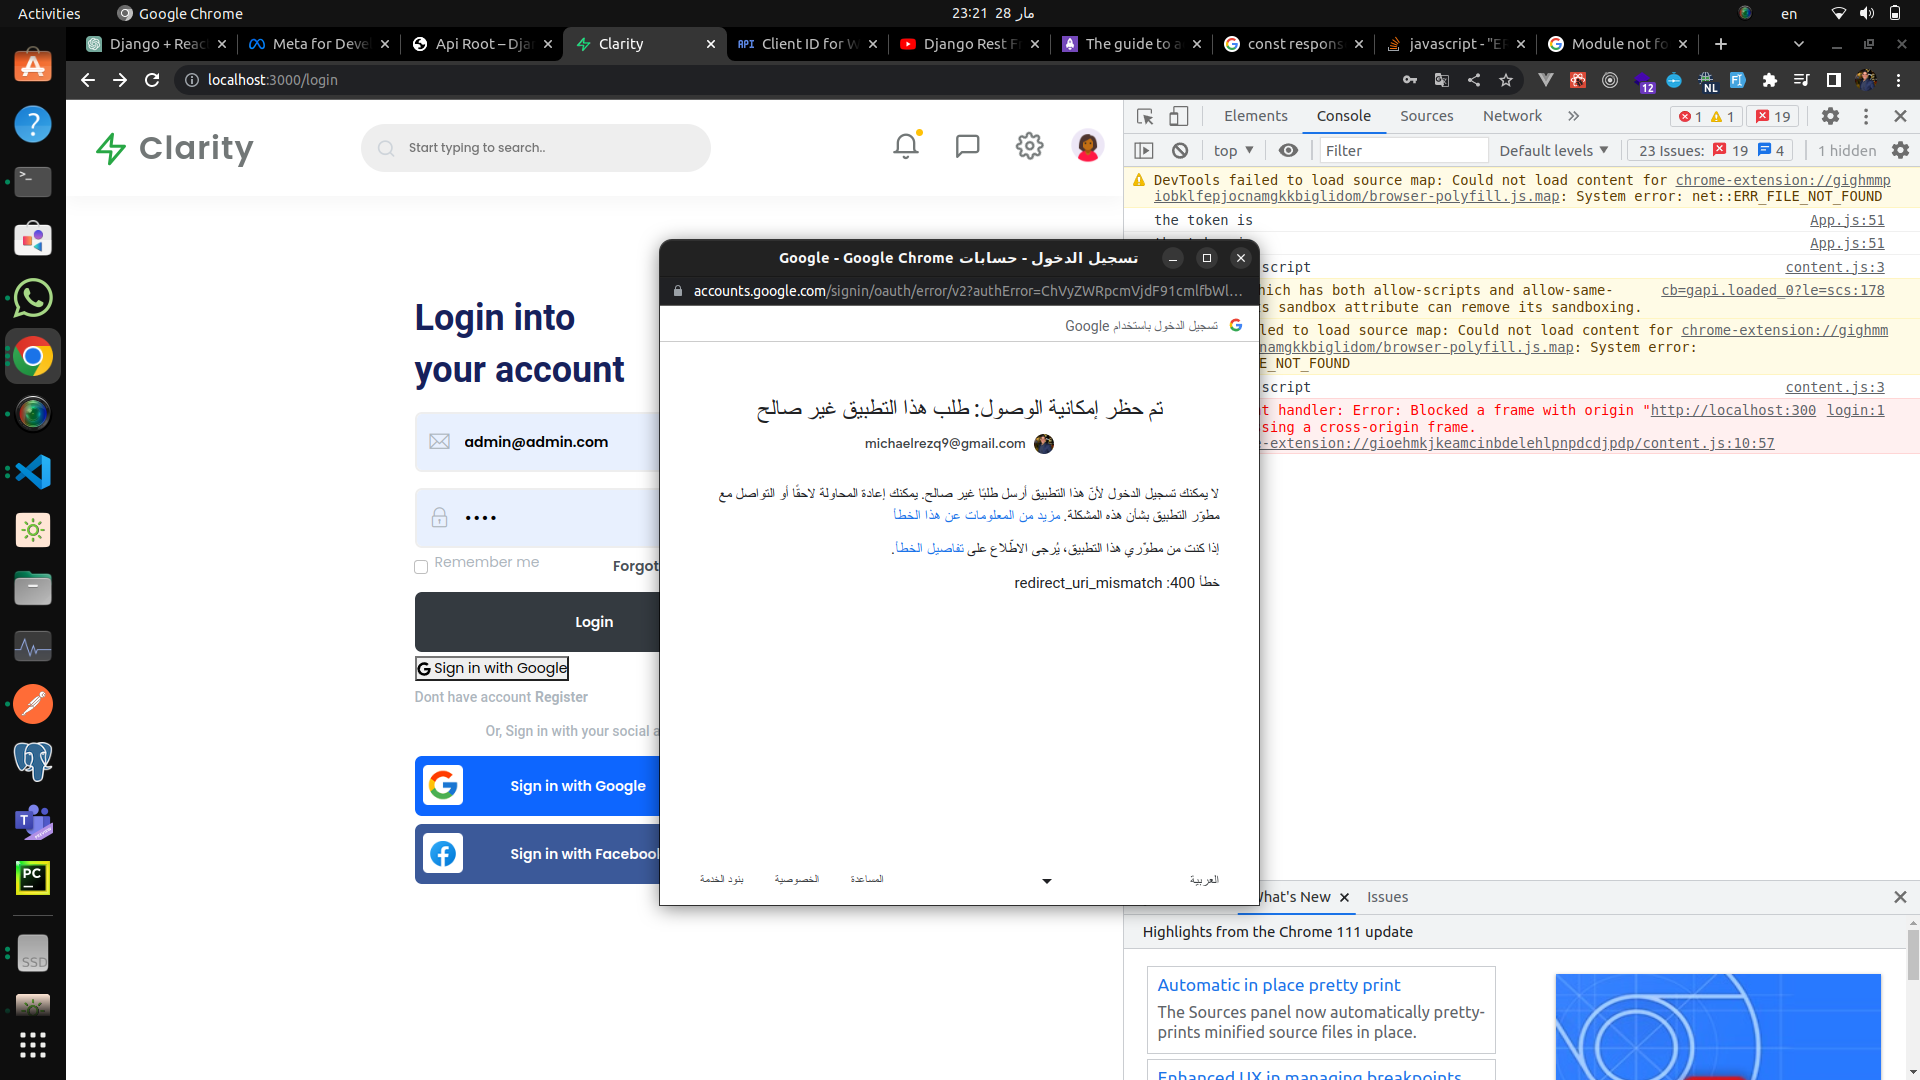 Activities
Google Chrome
23:21 28 مار
en
Django + Reac
Meta for Deve
Api Root – Djan
Clarity
Client ID for W
Django Rest F
The guide to a
const respons
javascript - "EF
Module not fo
localhost:3000/login
12
NL
Clarity
Start typing to search..
Login into
your account
admin@admin.com
••••
Remember me
Forgot
Login
Sign in with Google
Dont have account Register
Or, Sign in with your social a
Sign in with Google
Sign in with Facebook
تسجيل الدخول - حسابات Google - Google Chrome
accounts.google.com/signin/oauth/error/v2?authError=ChVyZWRpcmVjdF91cmlfbWl...
تسجيل الدخول باستخدام Google
تم حظر إمكانية الوصول: طلب هذا التطبيق غير صالح
michaelrezq9@gmail.com
لا يمكنك تسجيل الدخول لأنّ هذا التطبيق أرسل طلبًا غير صالح. يمكنك إعادة المحاولة لاحقًا أو التواصل مع
مطوّر التطبيق بشأن هذه المشكلة. مزيد من المعلومات عن هذا الخطأ
إذا كنت من مطوّري هذا التطبيق، يُرجى الاطّلاع على تفاصيل الخطأ.
خطأ 400: redirect_uri_mismatch
العربية
المساعدة
الخصوصية
بنود الخدمة
Elements
Console
Sources
Network
1
1
19
top
Filter
Default levels
23 Issues: 19 4
1 hidden
DevTools failed to load source map: Could not load content for chrome-extension://gighmmp
iobklfepjocnamgkkbiglidom/browser-polyfill.js.map: System error: net::ERR_FILE_NOT_FOUND
the token is
App.js:51
App.js:51
script
content.js:3
hich has both allow-scripts and allow-same-
cb=gapi.loaded_0?le=scs:178
s sandbox attribute can remove its sandboxing.
led to load source map: Could not load content for chrome-extension://gighmm
namgkkbiglidom/browser-polyfill.js.map: System error:
E_NOT_FOUND
script
content.js:3
t handler: Error: Blocked a frame with origin "http://localhost:300
login:1
sing a cross-origin frame.
e-extension://gioehmkjkeamcinbdelehlpnpdcdjpdp/content.js:10:57
What's New
Issues
Highlights from the Chrome 111 update
Automatic in place pretty print
The Sources panel now automatically pretty-
prints minified source files in place.
Enhanced UX in managing breakpoints
SSD
PC